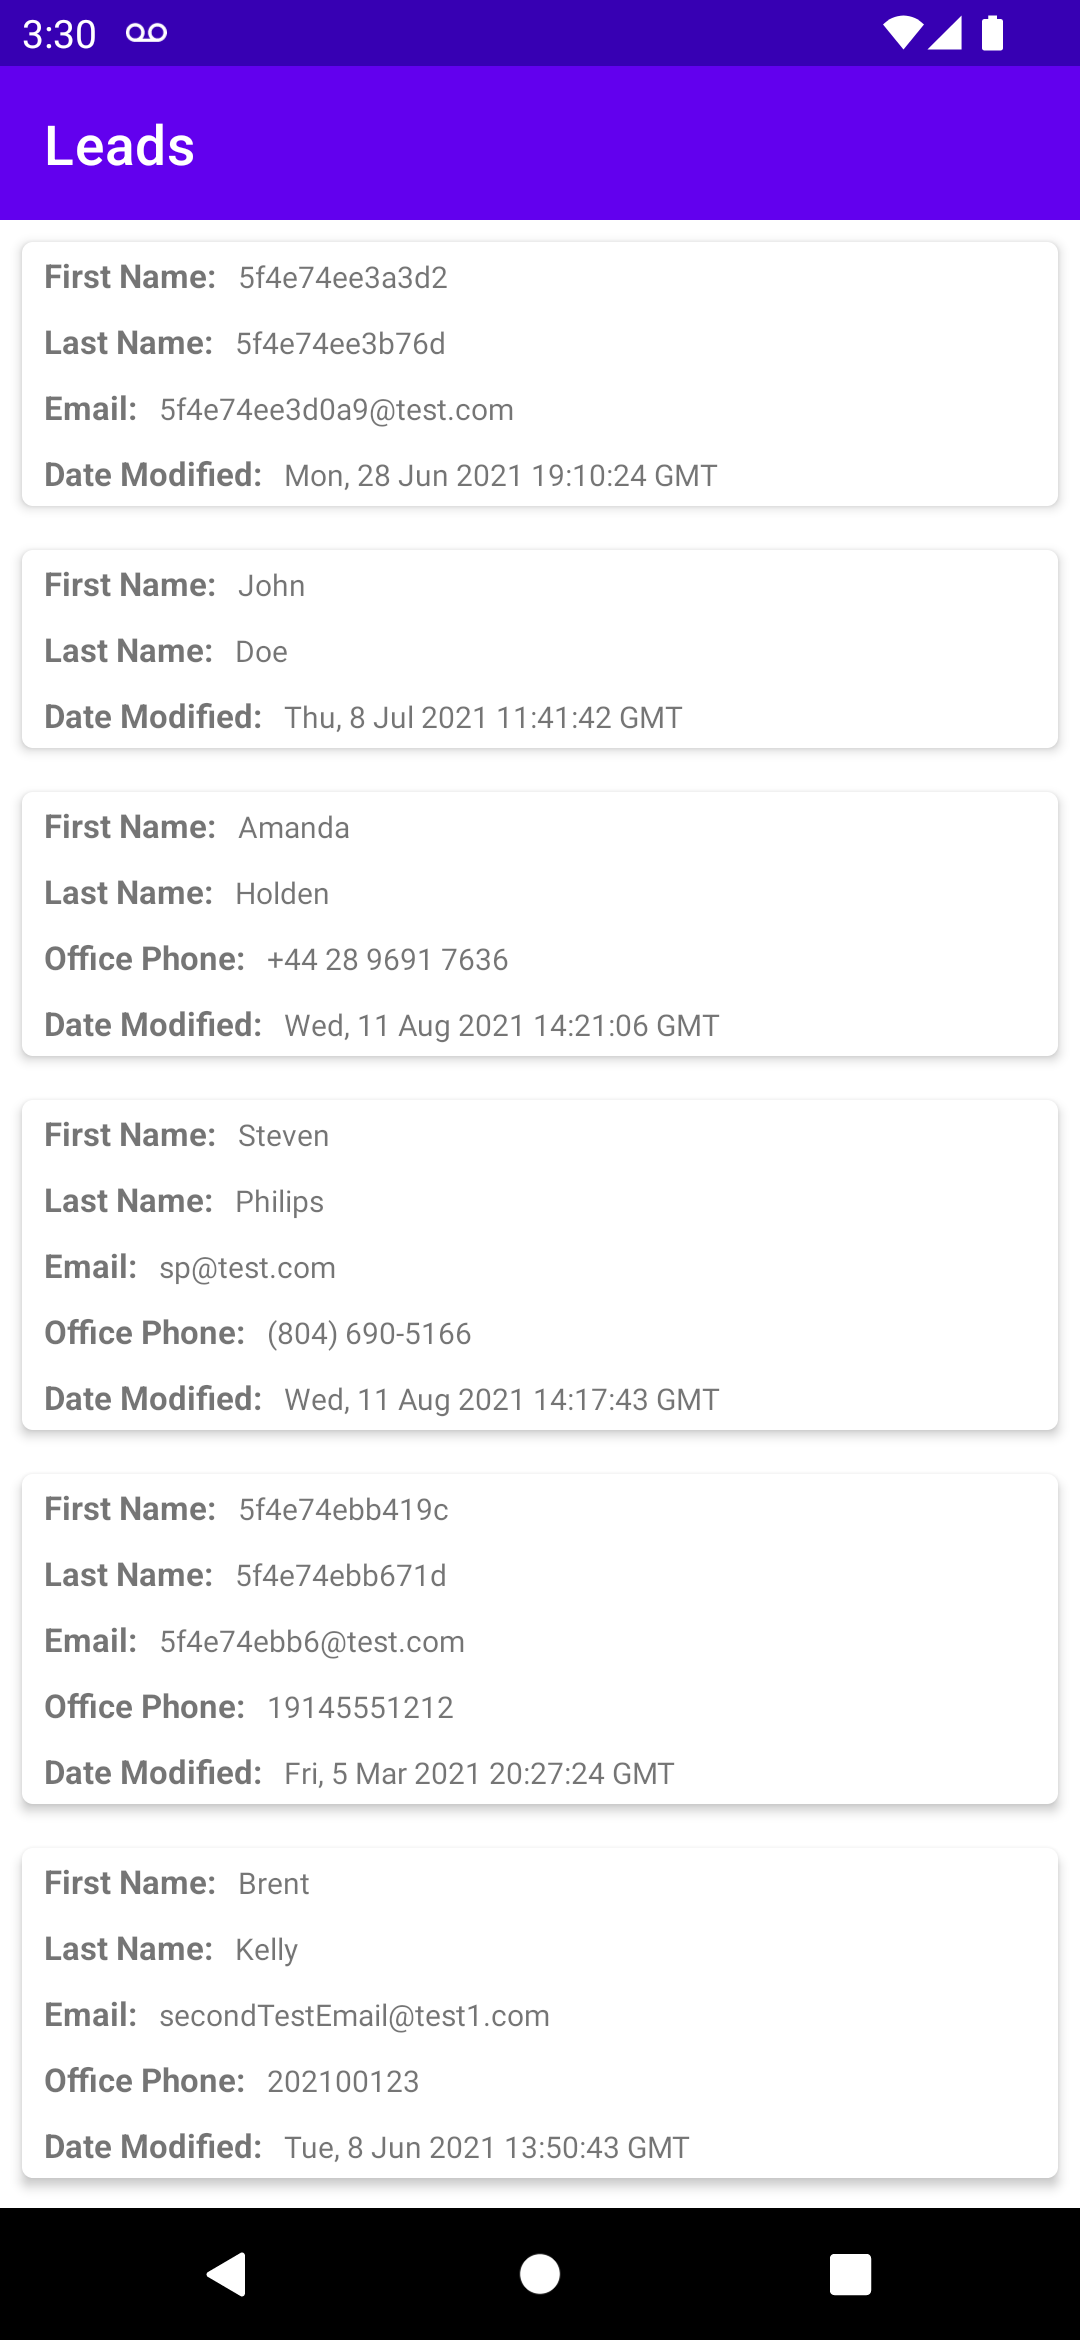 3:30
Leads
First Name: 5f4e74ee3a3d2
Last Name: 5f4e74ee3b76d
Email: 5f4e74ee3d0a9@test.com
Date Modified: Mon, 28 Jun 2021 19:10:24 GMT
First Name: John
Last Name: Doe
Date Modified: Thu, 8 Jul 2021 11:41:42 GMT
First Name: Amanda
Last Name: Holden
Office Phone: +44 28 9691 7636
Date Modified: Wed, 11 Aug 2021 14:21:06 GMT
First Name: Steven
Last Name: Philips
Email: sp@test.com
Office Phone: (804) 690-5166
Date Modified: Wed, 11 Aug 2021 14:17:43 GMT
First Name: 5f4e74ebb419c
Last Name: 5f4e74ebb671d
Email: 5f4e74ebb6@test.com
Office Phone: 19145551212
Date Modified: Fri, 5 Mar 2021 20:27:24 GMT
First Name: Brent
Last Name: Kelly
Email: secondTestEmail@test1.com
Office Phone: 202100123
Date Modified: Tue, 8 Jun 2021 13:50:43 GMT